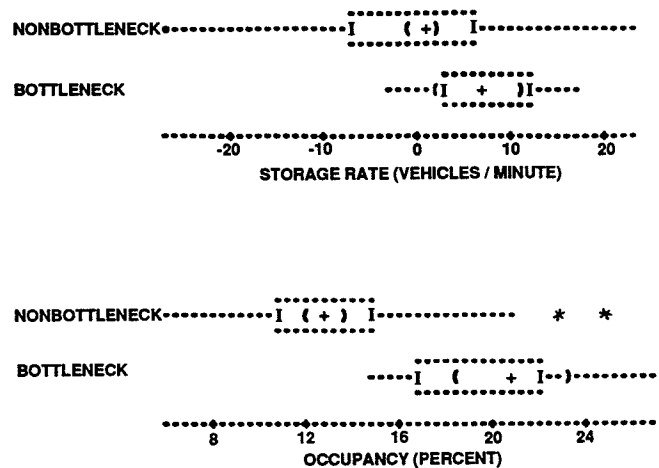 NONBOTTLENECK
BOTTLENECK
-20 -10 0 10 20
STORAGE RATE (VEHICLES / MINUTE)
NONBOTTLENECK
BOTTLENECK
8 12 16 20 24
OCCUPANCY (PERCENT)